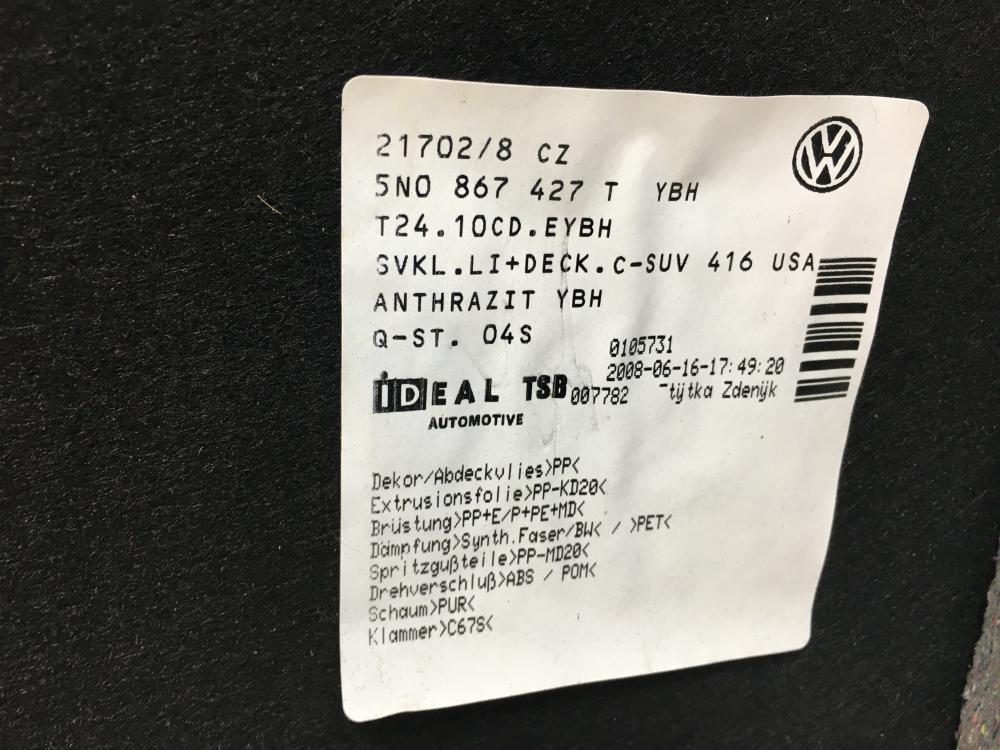 21702/8 CZ
5N0 867 427 T YBH
T24.10CD.EYBH
SVKL.LI+DECK.C-SUV 416 USA
ANTHRAZIT YBH
Q-ST. 04S
0105731
2008-06-16-17:49:20
IDEAL TSB 007782 ¯týtka Zdenýk
AUTOMOTIVE
Dekor/Abdeckvlies>PP<
Extrusionsfolie>PP-KD20<
Brüstung>PP+E/P+PE+MD<
Dämpfung>Synth.Faser/BW< / >PET<
Spritzgußteile>PP-MD20<
Drehverschluß>ABS / POM<
Schaum>PUR<
Klammer>C67S<